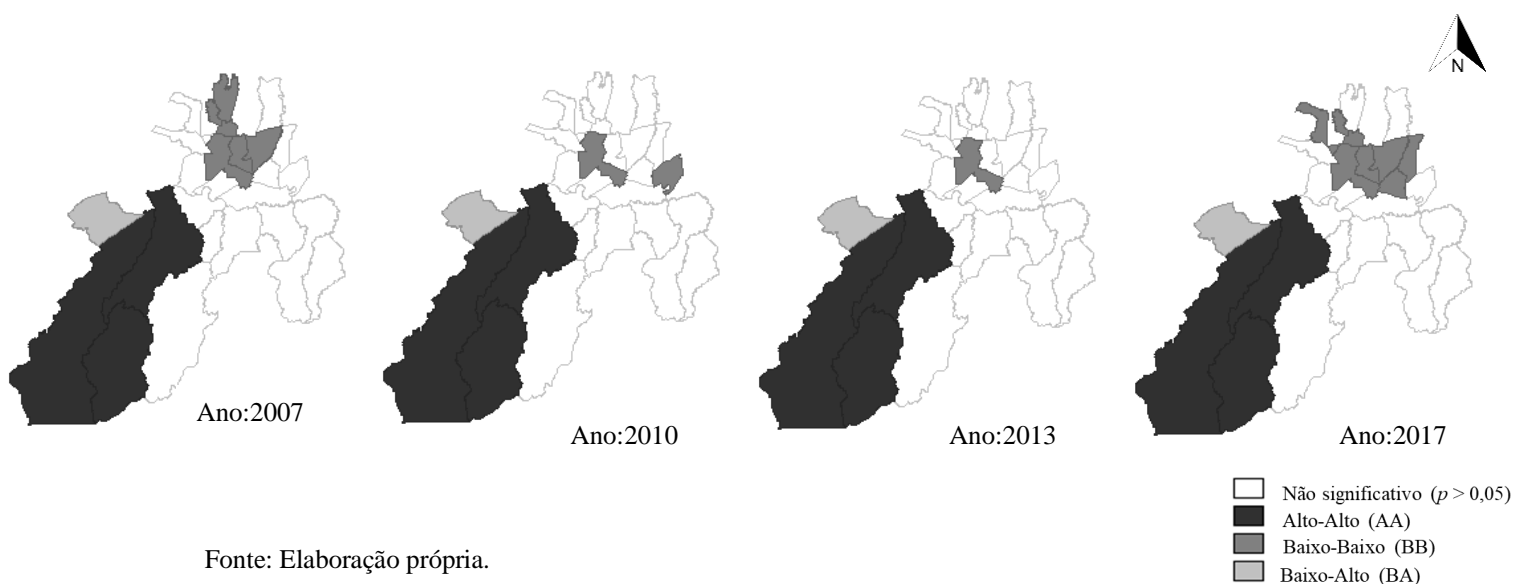 N
Ano:2007
Ano:2010
Ano:2013
Ano:2017
Não significativo (p > 0,05)
Alto-Alto (AA)
Baixo-Baixo (BB)
Baixo-Alto (BA)
Fonte: Elaboração própria.